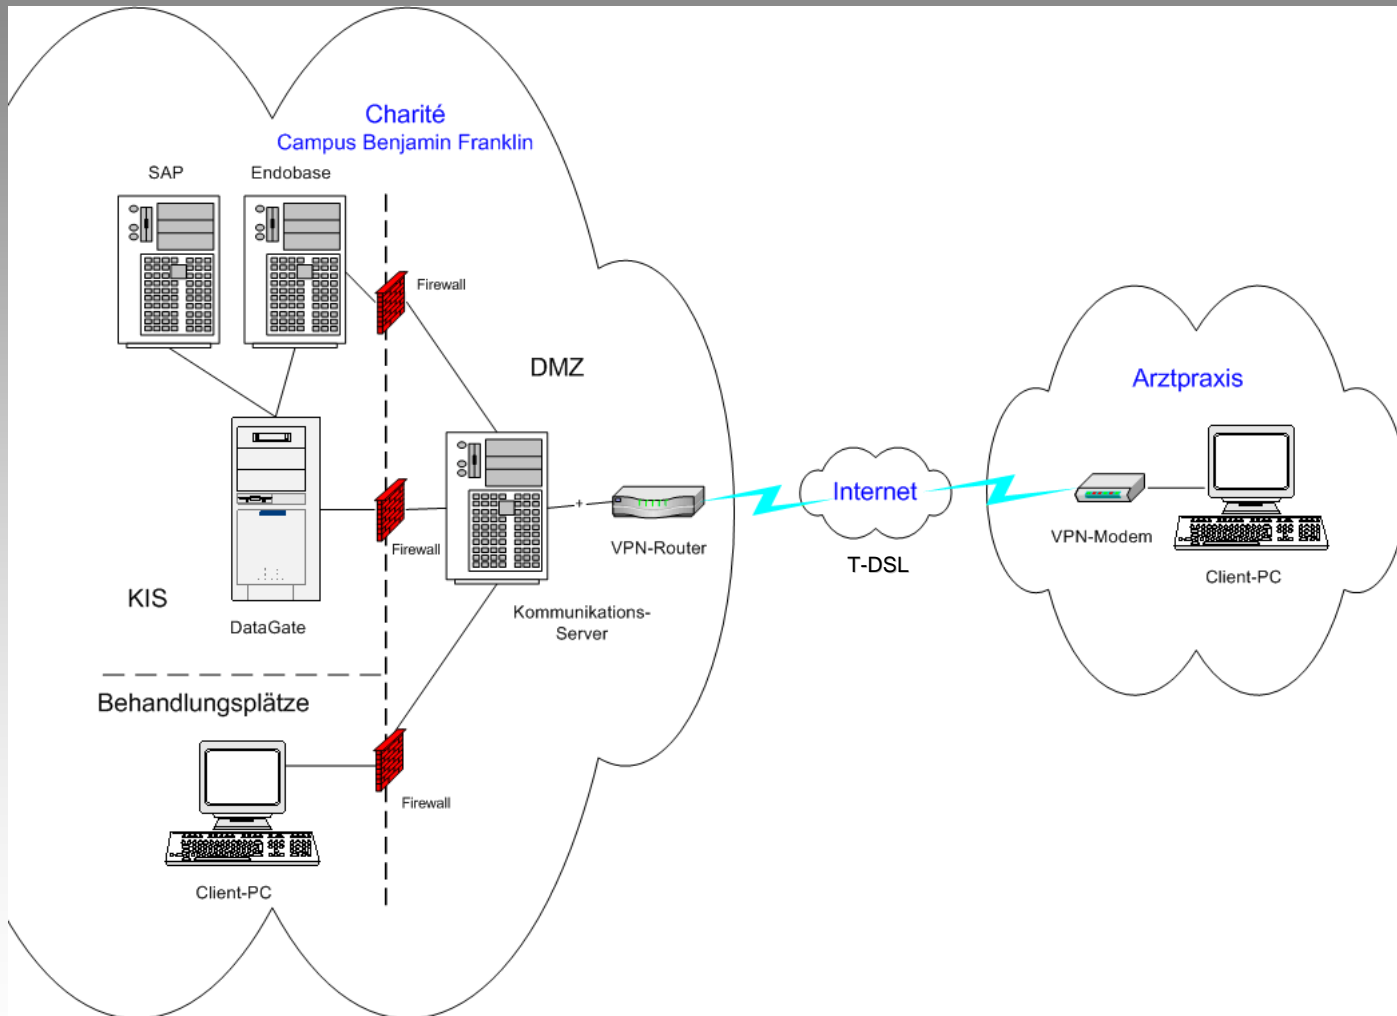 Charité
Campus Benjamin Franklin
SAP
Endobase
Firewall
DMZ
Arztpraxis
Internet
VPN-Router
VPN-Modem
Firewall
T-DSL
Client-PC
KIS
DataGate
Kommunikations-
Server
Behandlungsplätze
Firewall
Client-PC